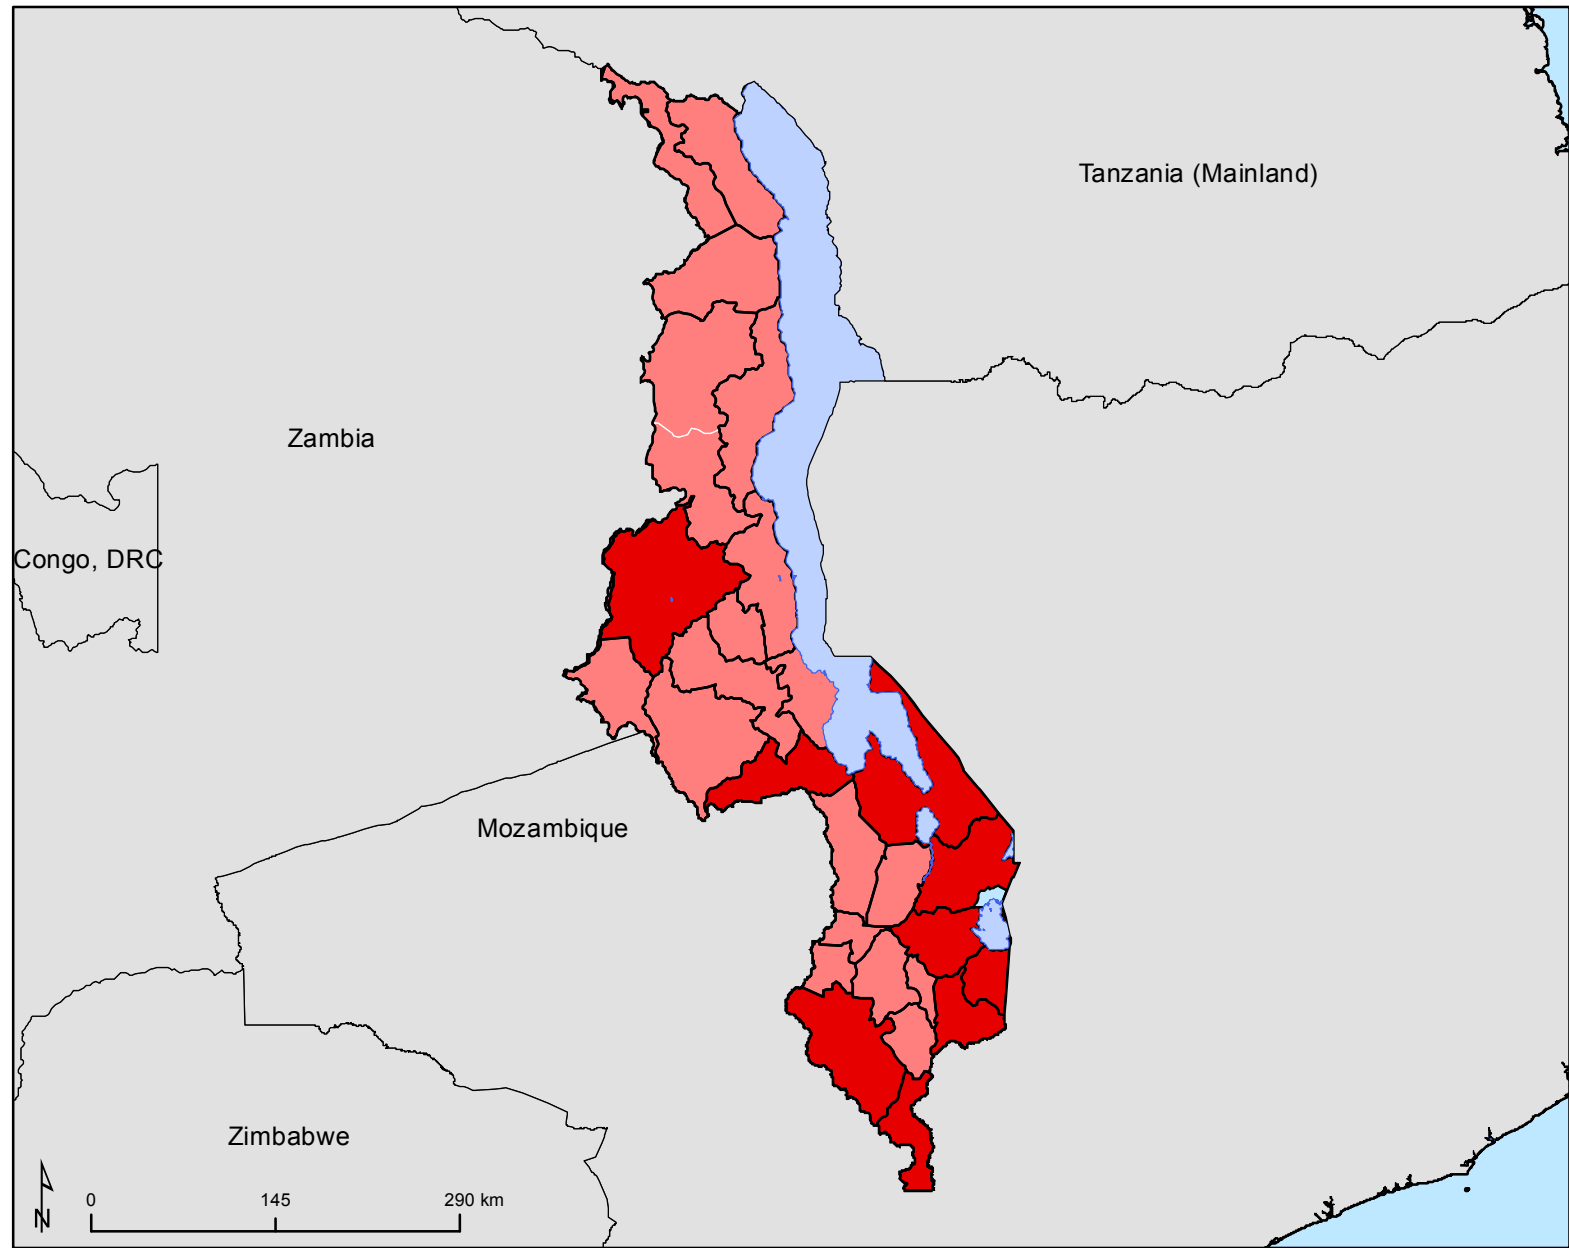 Tanzania (Mainland)
Zambia
Congo, DRC
Mozambique
Zimbabwe
N
0 145 290 km